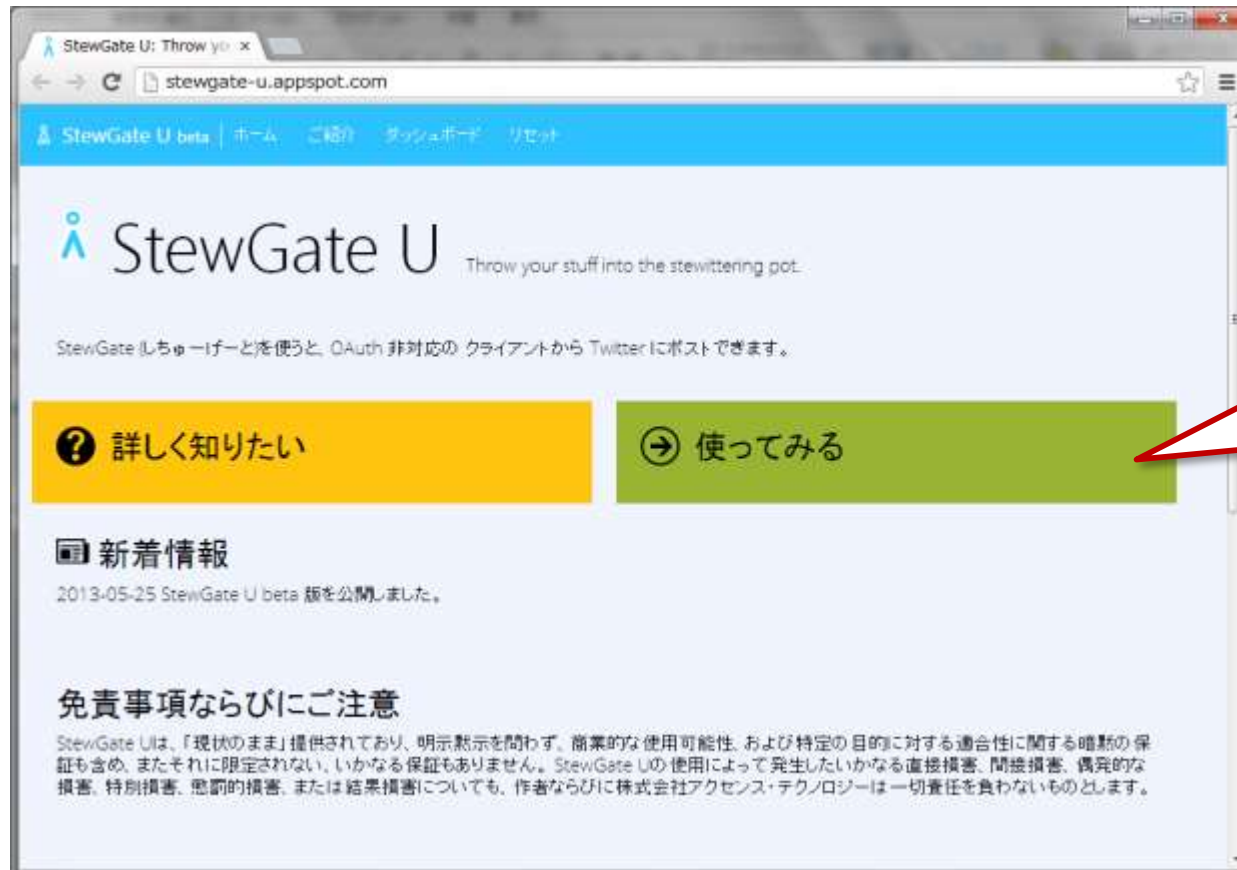 StewGate U: Throw yo
stewgate-u.appspot.com
StewGate U beta | ホーム ご紹介 ダッシュボード リセット
StewGate U Throw your stuff into the stewittering pot.
StewGate (しちゅーげーと)を使うと、OAuth 非対応の クライアントから Twitter にポストできます。
詳しく知りたい
使ってみる
新着情報
2013-05-25 StewGate U beta 版を公開しました。
免責事項ならびにご注意
StewGate Uは、「現状のまま」提供されており、明示黙示を問わず、商業的な使用可能性、および特定の目的に対する適合性に関する暗黙の保
証も含め、またそれに限定されない、いかなる保証もありません。StewGate Uの使用によって発生したいかなる直接損害、間接損害、偶発的な
損害、特別損害、懲罰的損害、または結果損害についても、作者ならびに株式会社アクセンス・テクノロジーは一切責任を負わないものとします。